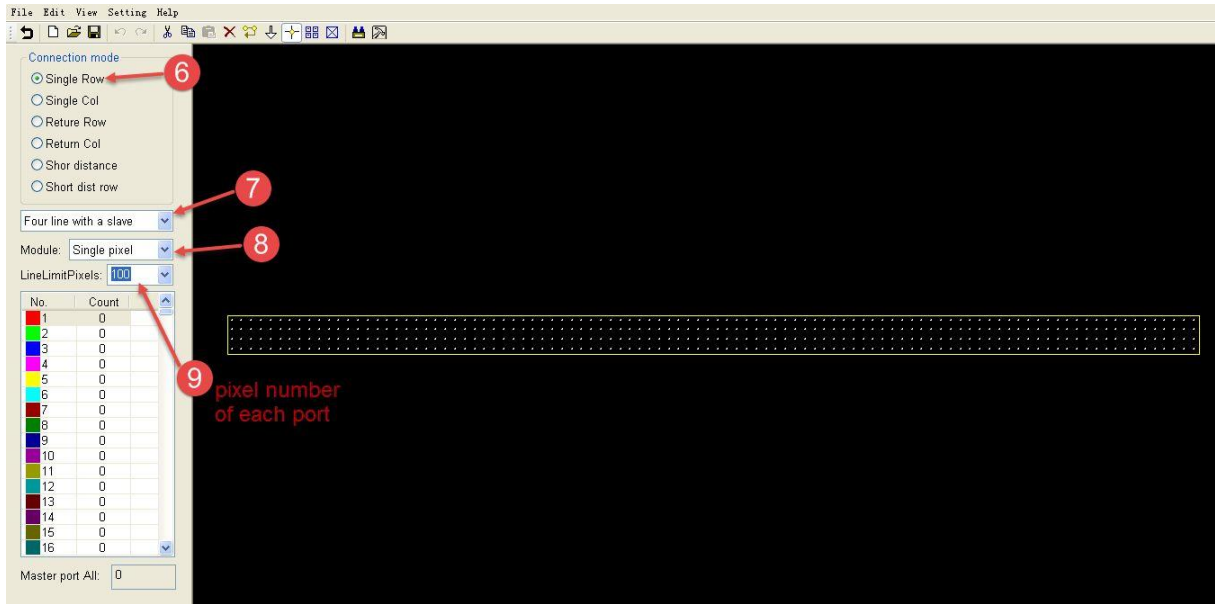 File Edit View Setting Help
Connection mode
Single Row
6
Single Col
Reture Row
Return Col
Shor distance
Short dist row
7
Four line with a slave
8
Module: Single pixel
LineLimitPixels: 100
No. Count
1 0
2 0
3 0
4 0
5 0
9
pixel number
6 0
7 0
of each port
8 0
9 0
10 0
11 0
12 0
13 0
14 0
15 0
16 0
Master port All: 0